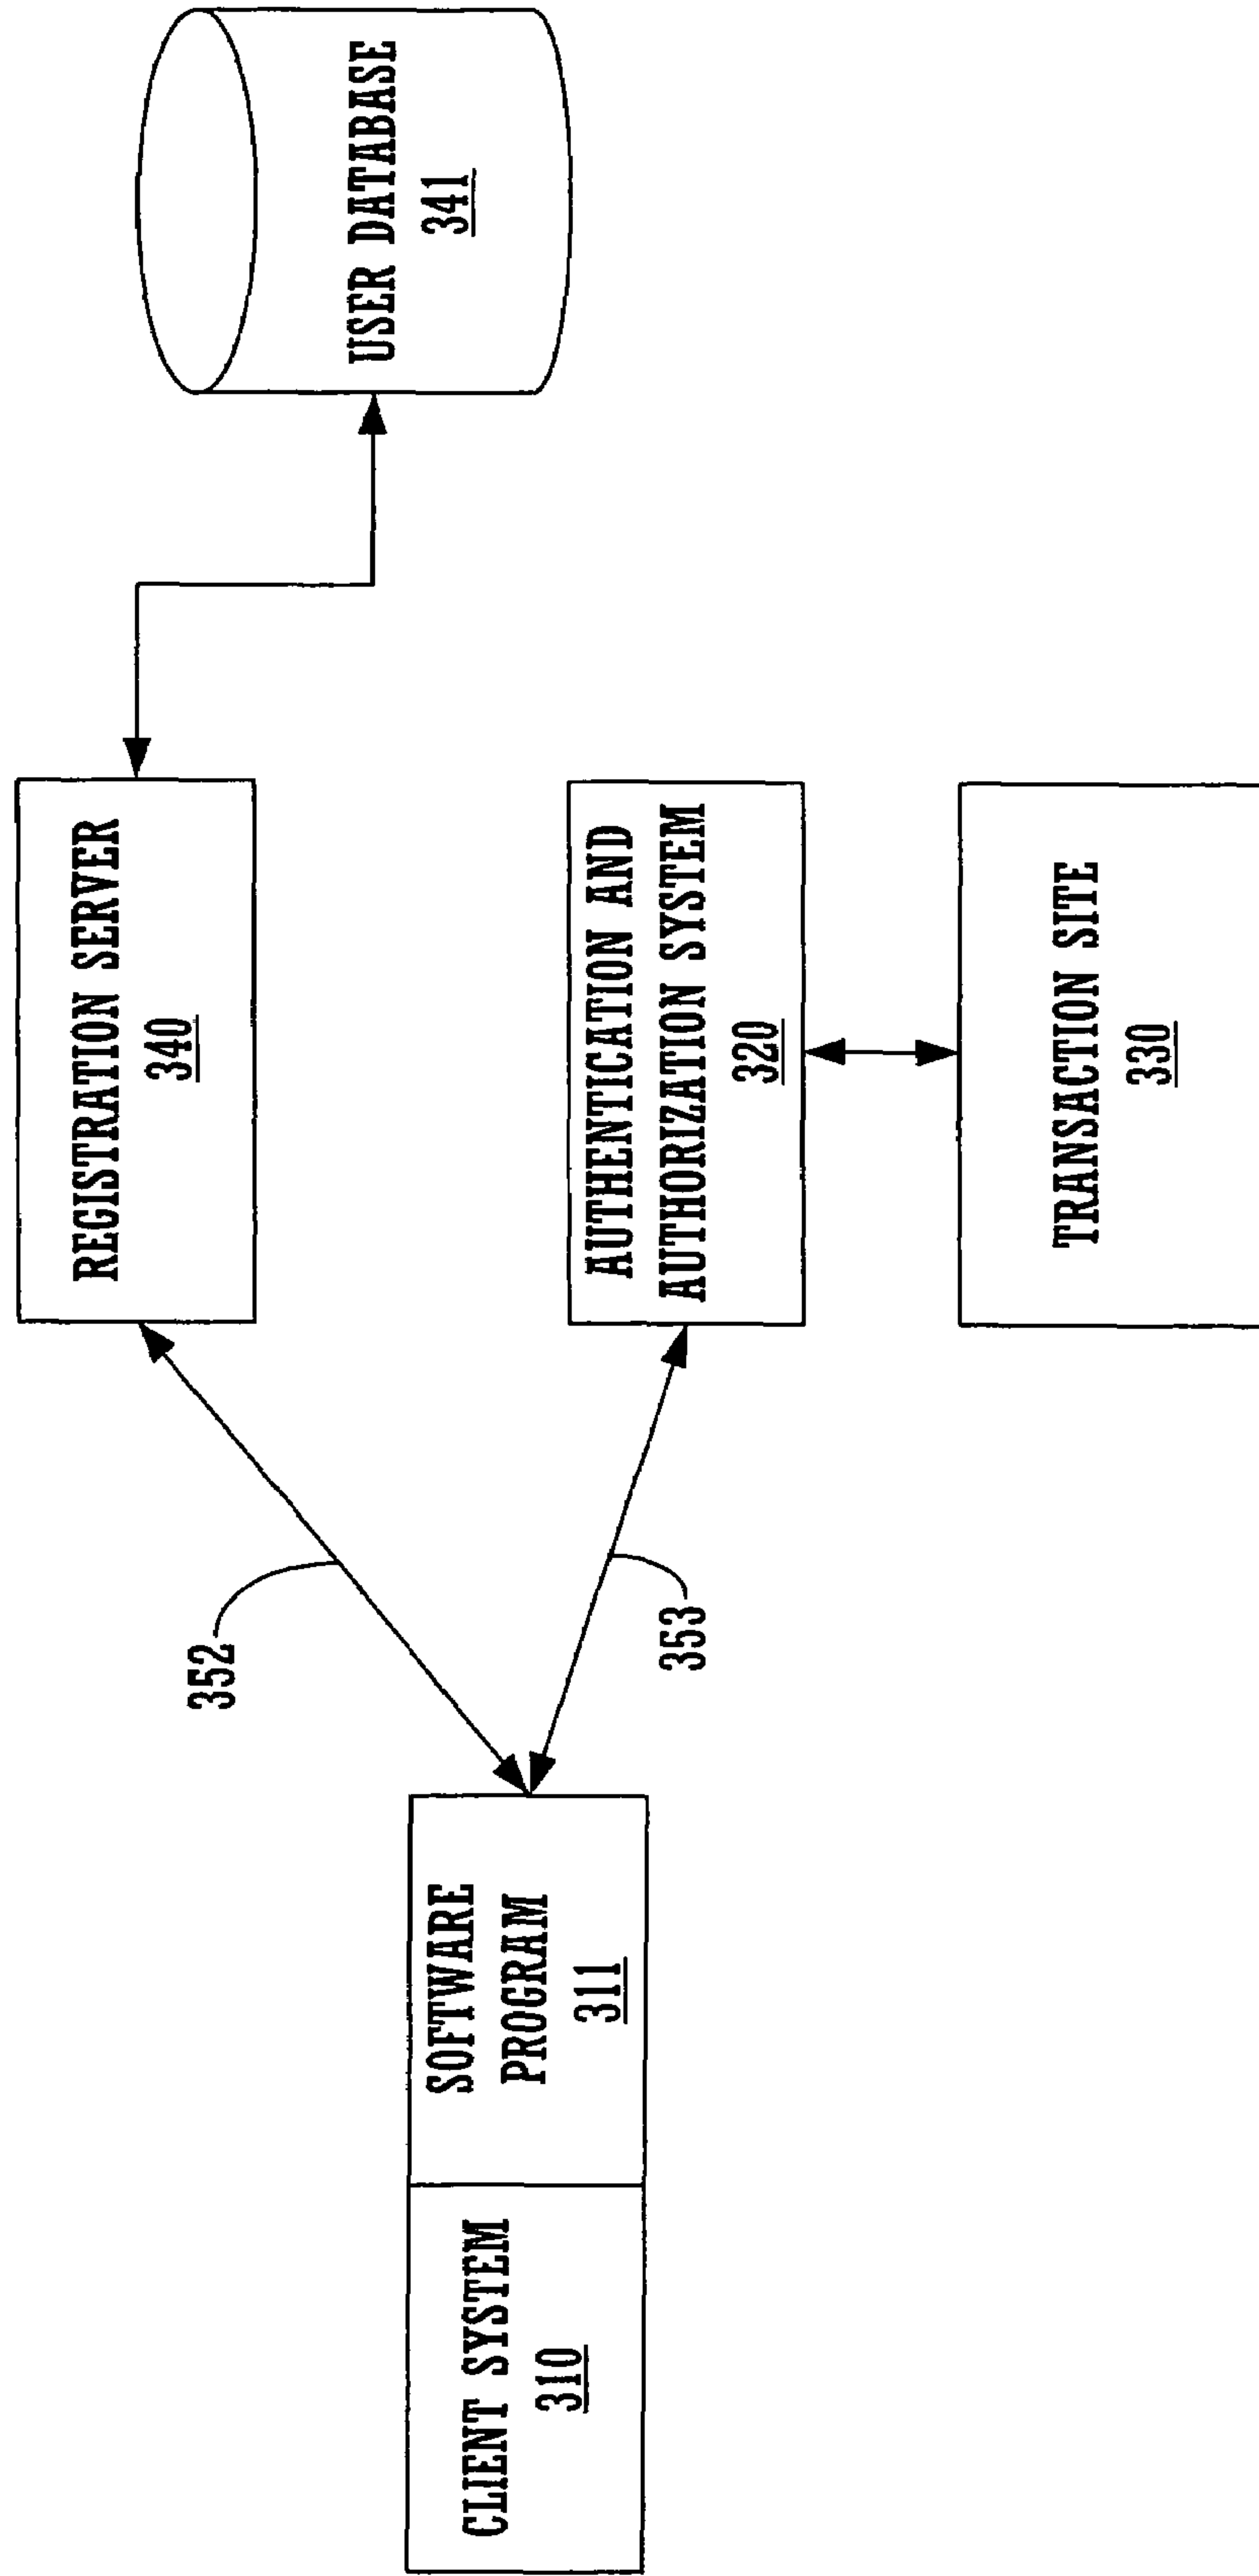 REGISTRATION SERVER
340
USER DATABASE
341
352
CLIENT SYSTEM
310
SOFTWARE
PROGRAM
311
353
AUTHENTICATION AND
AUTHORIZATION SYSTEM
320
TRANSACTION SITE
330